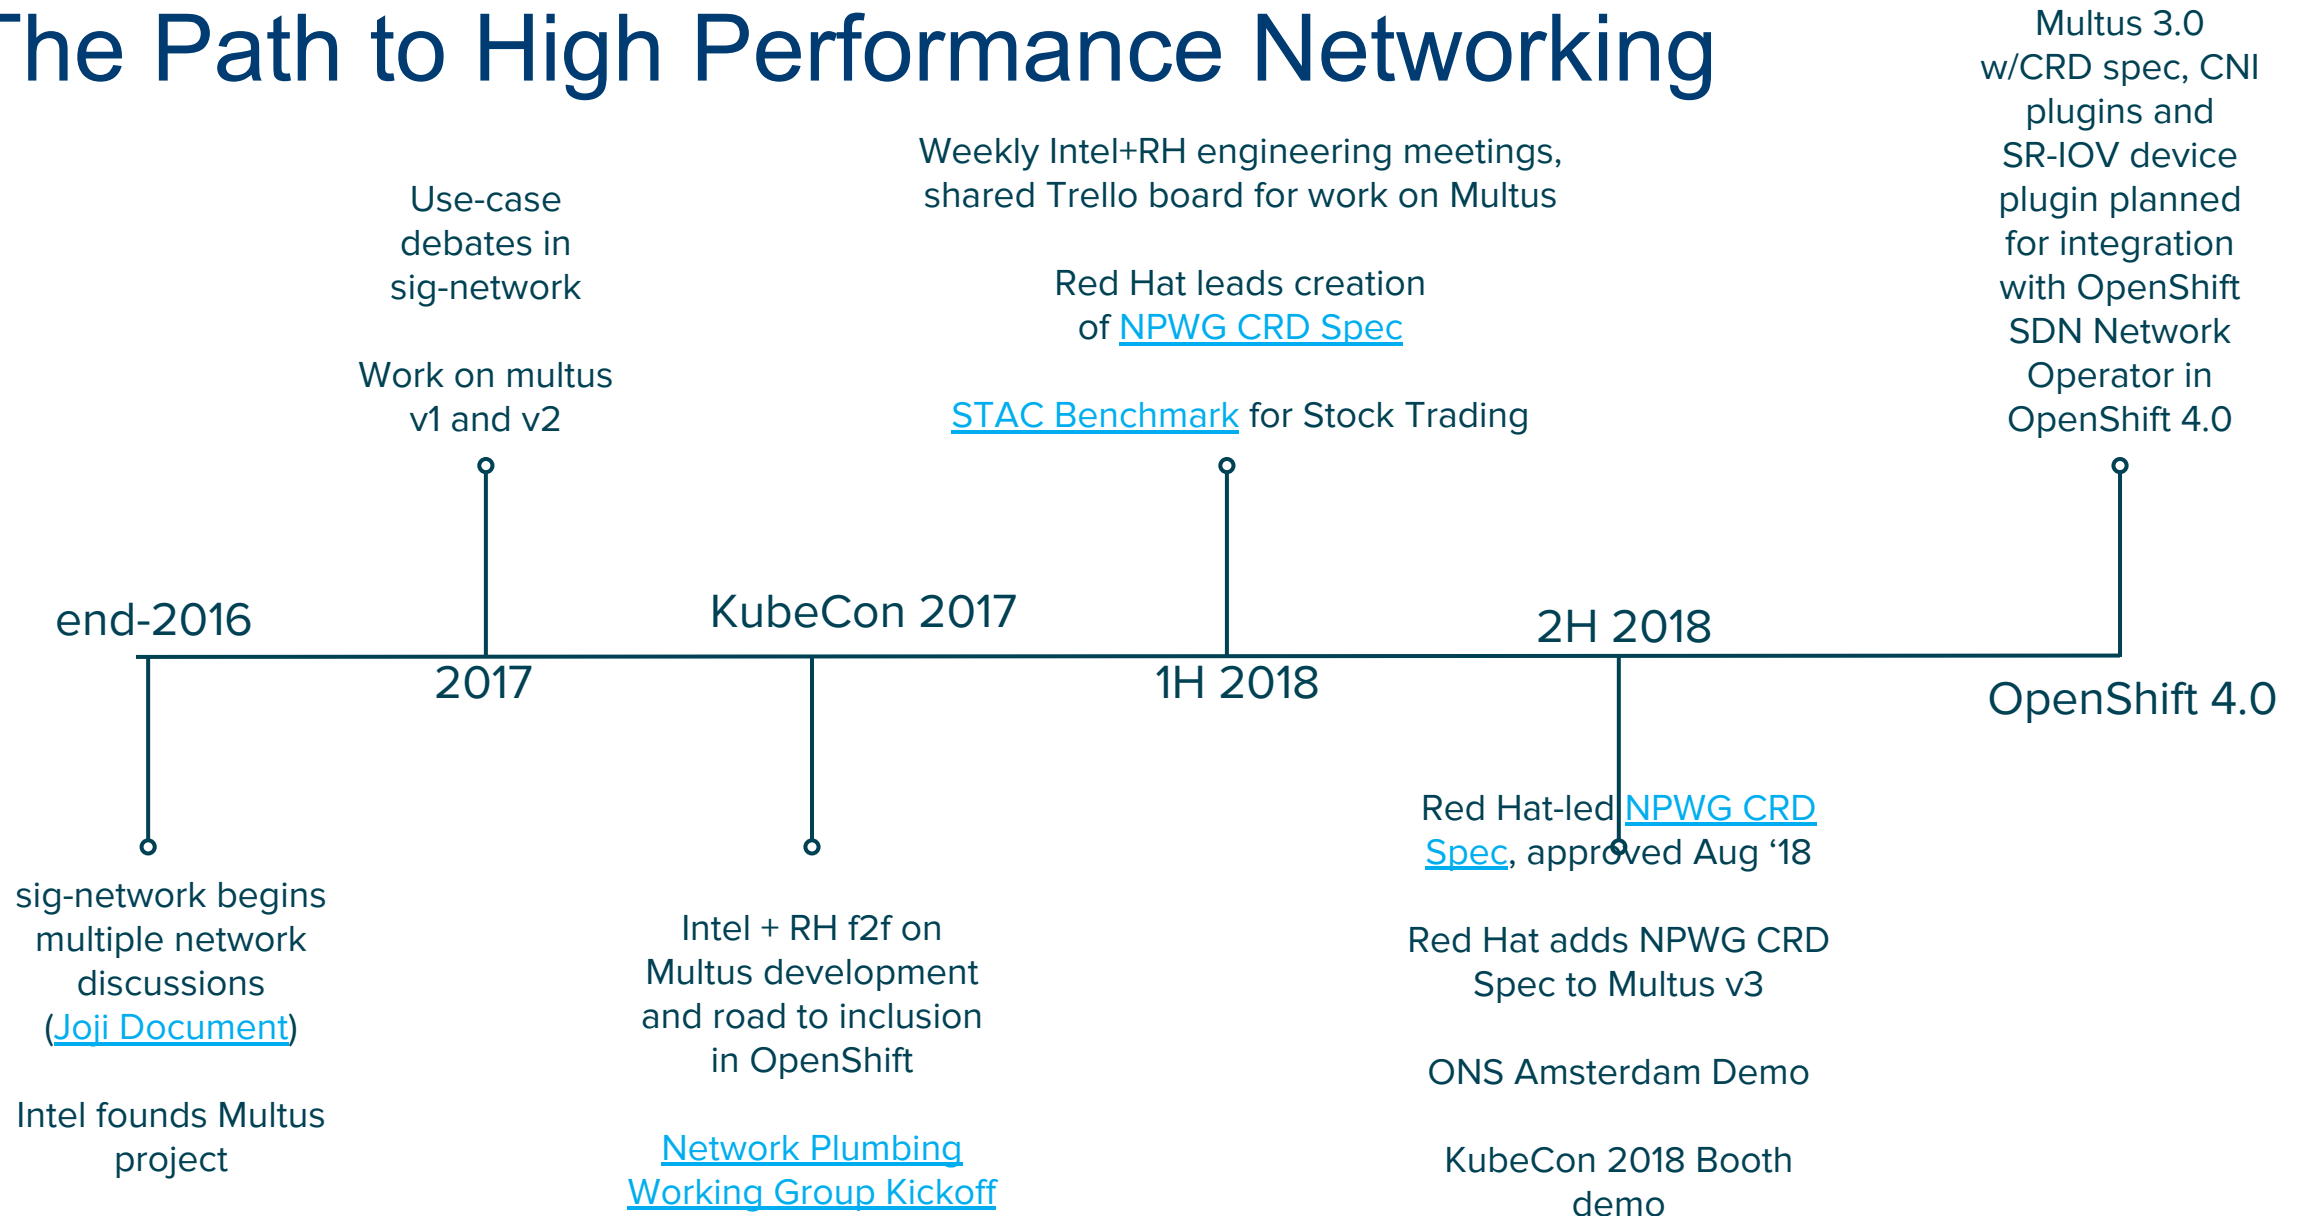 The Path to High Performance Networking
Multus 3.0
w/CRD spec, CNI
plugins and
SR-IOV device
plugin planned
for integration
with OpenShift
SDN Network
Operator in
OpenShift 4.0
Weekly Intel+RH engineering meetings,
shared Trello board for work on Multus
Red Hat leads creation
of NPWG CRD Spec
STAC Benchmark for Stock Trading
Use-case
debates in
sig-network
Work on multus
v1 and v2
end-2016
2017
KubeCon 2017
1H 2018
2H 2018
OpenShift 4.0
sig-network begins
multiple network
discussions
(Joji Document)
Intel founds Multus
project
Intel + RH f2f on
Multus development
and road to inclusion
in OpenShift
Network Plumbing
Working Group Kickoff
Red Hat-led NPWG CRD
Spec, approved Aug ‘18
Red Hat adds NPWG CRD
Spec to Multus v3
ONS Amsterdam Demo
KubeCon 2018 Booth
demo